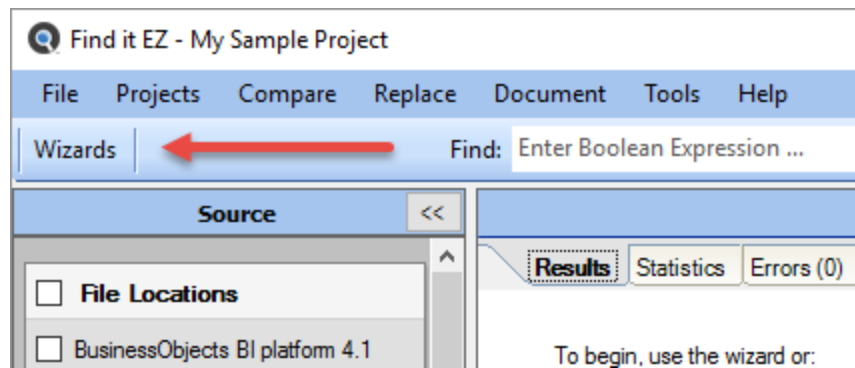 Find it EZ - My Sample Project
File Projects Compare Replace Document Tools Help
Wizards Find: Enter Boolean Expression ...
Source <<
Results Statistics Errors (0)
File Locations
BusinessObjects BI platform 4.1
To begin, use the wizard or: